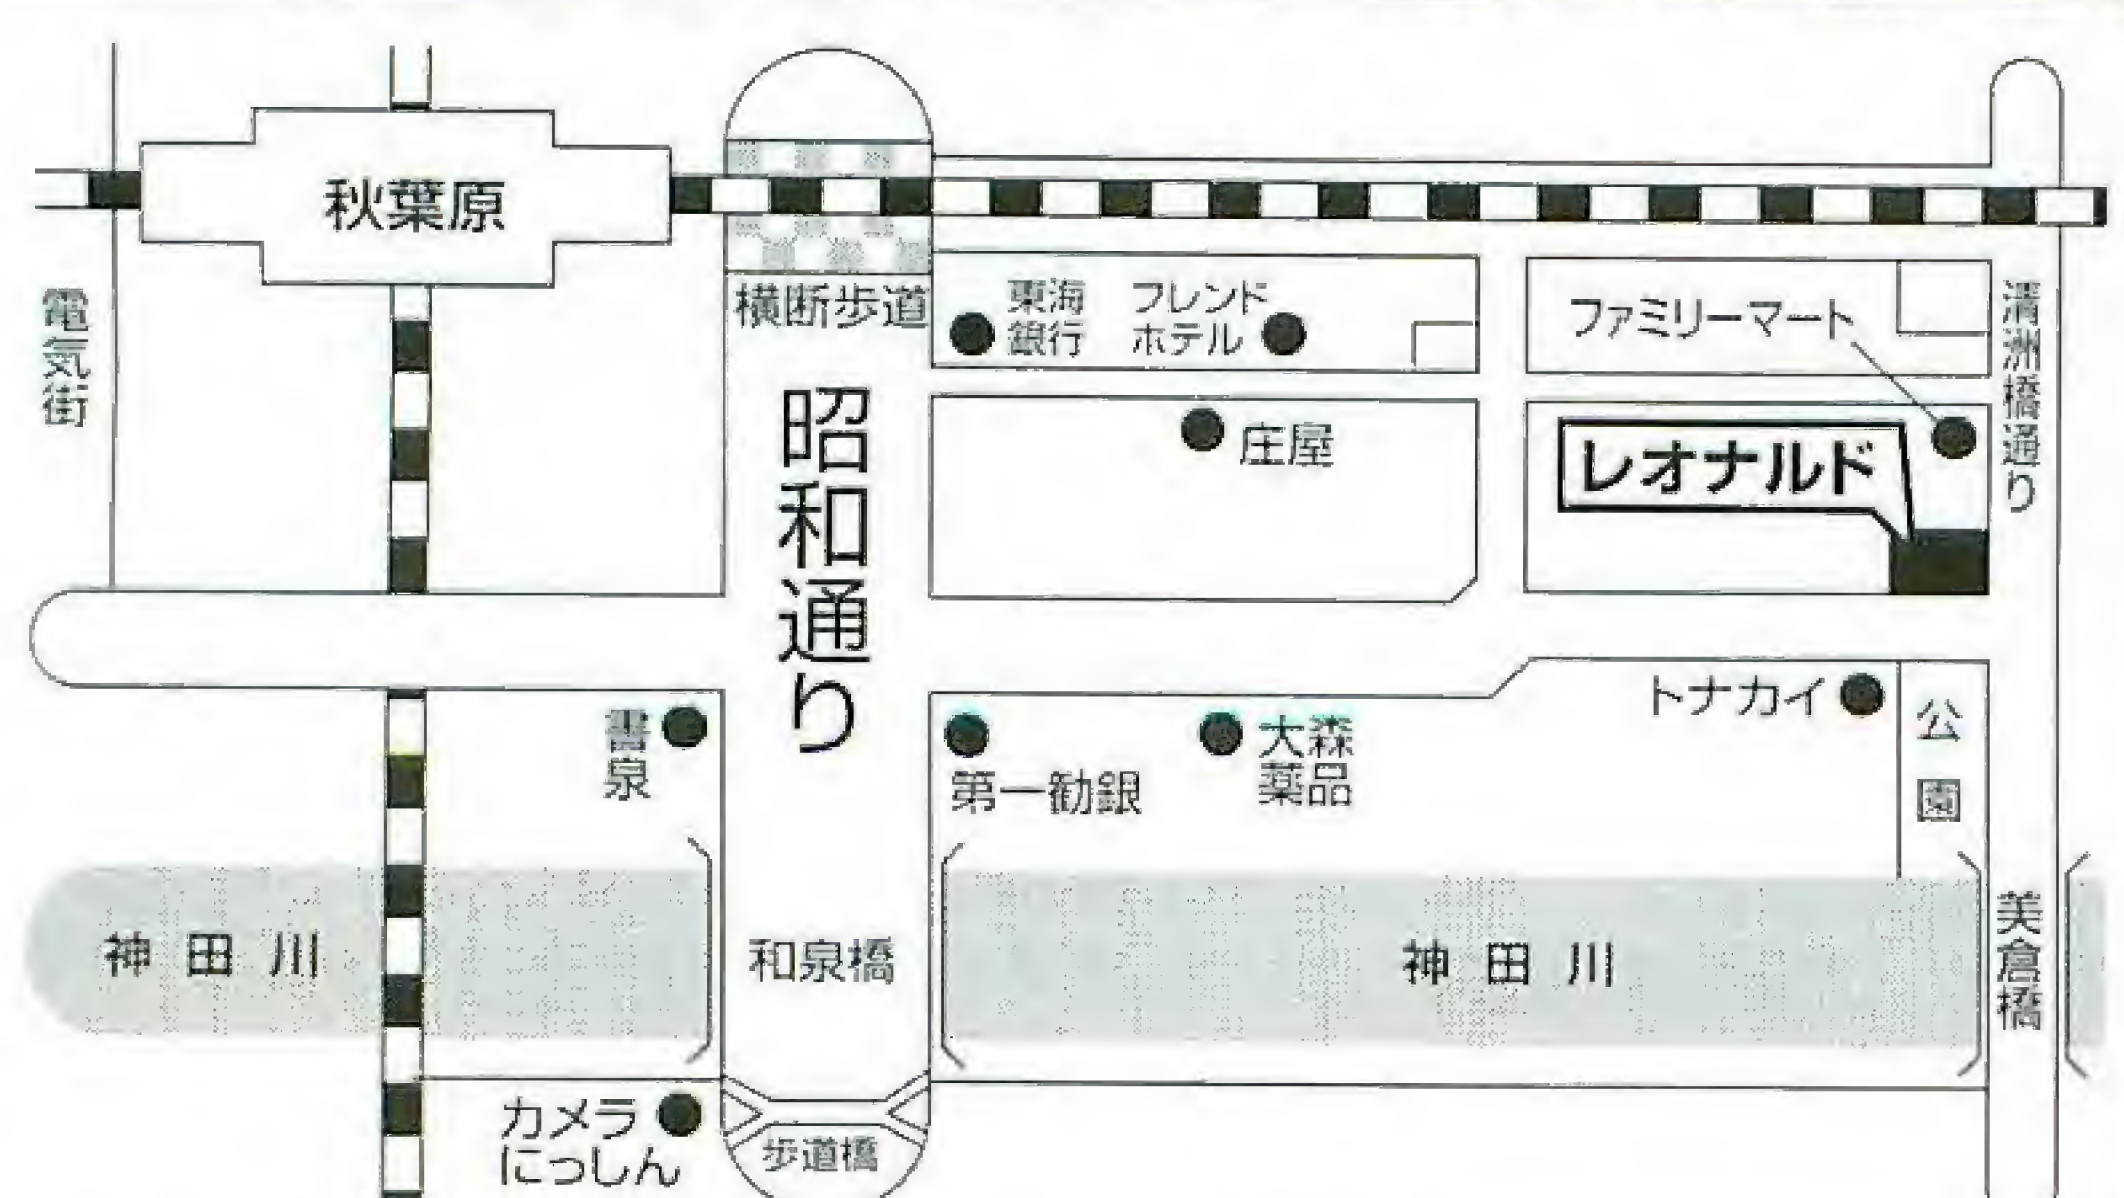 秋葉原
電気街
横断歩道
東海
銀行
フレンド
ホテル
ファミリーマート
清洲橋通り
昭和通り
庄屋
レオナルド
書泉
第一勧銀
大森
薬品
トナカイ
公園
神田川
和泉橋
神田川
美倉橋
カメラ
にっしん
歩道橋